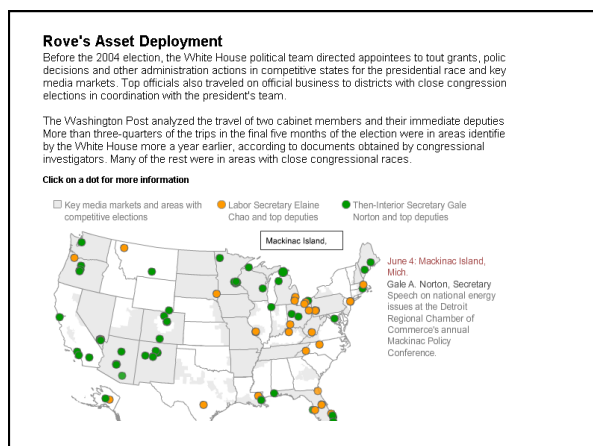 Rove's Asset Deployment
Before the 2004 election, the White House political team directed appointees to tout grants, polic
decisions and other administration actions in competitive states for the presidential race and key
media markets. Top officials also traveled on official business to districts with close congression
elections in coordination with the president's team.
The Washington Post analyzed the travel of two cabinet members and their immediate deputies
More than three-quarters of the trips in the final five months of the election were in areas identifie
by the White House more a year earlier, according to documents obtained by congressional
investigators. Many of the rest were in areas with close congressional races.
Click on a dot for more information
Key media markets and areas with
competitive elections
Labor Secretary Elaine
Chao and top deputies
Then-Interior Secretary Gale
Norton and top deputies
Mackinac Island,
June 4: Mackinac Island,
Mich.
Gale A. Norton, Secretary
Speech on national energy
issues at the Detroit
Regional Chamber of
Commerce's annual
Mackinac Policy
Conference.